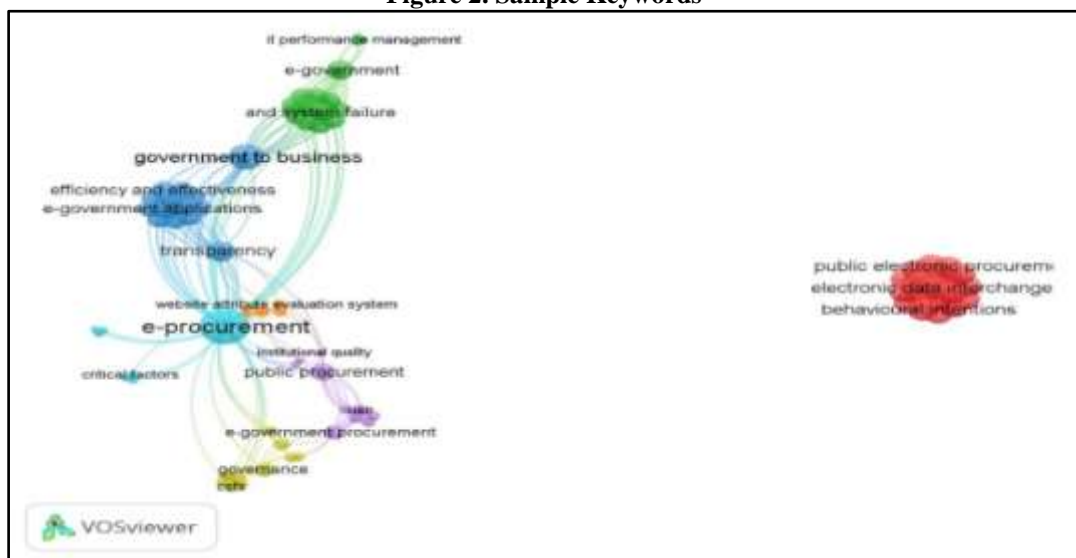 Figure 2. Sample Keywords
it performance management
e-government
and system failure
government to business
efficiency and effectiveness
e-government applications
transparency
public electronic procurem
electronic data interchange
behavioural intentions
website attribute evaluation system
e-procurement
institutional quality
critical factors
public procurement
e-government procurement
governance
VOSviewer